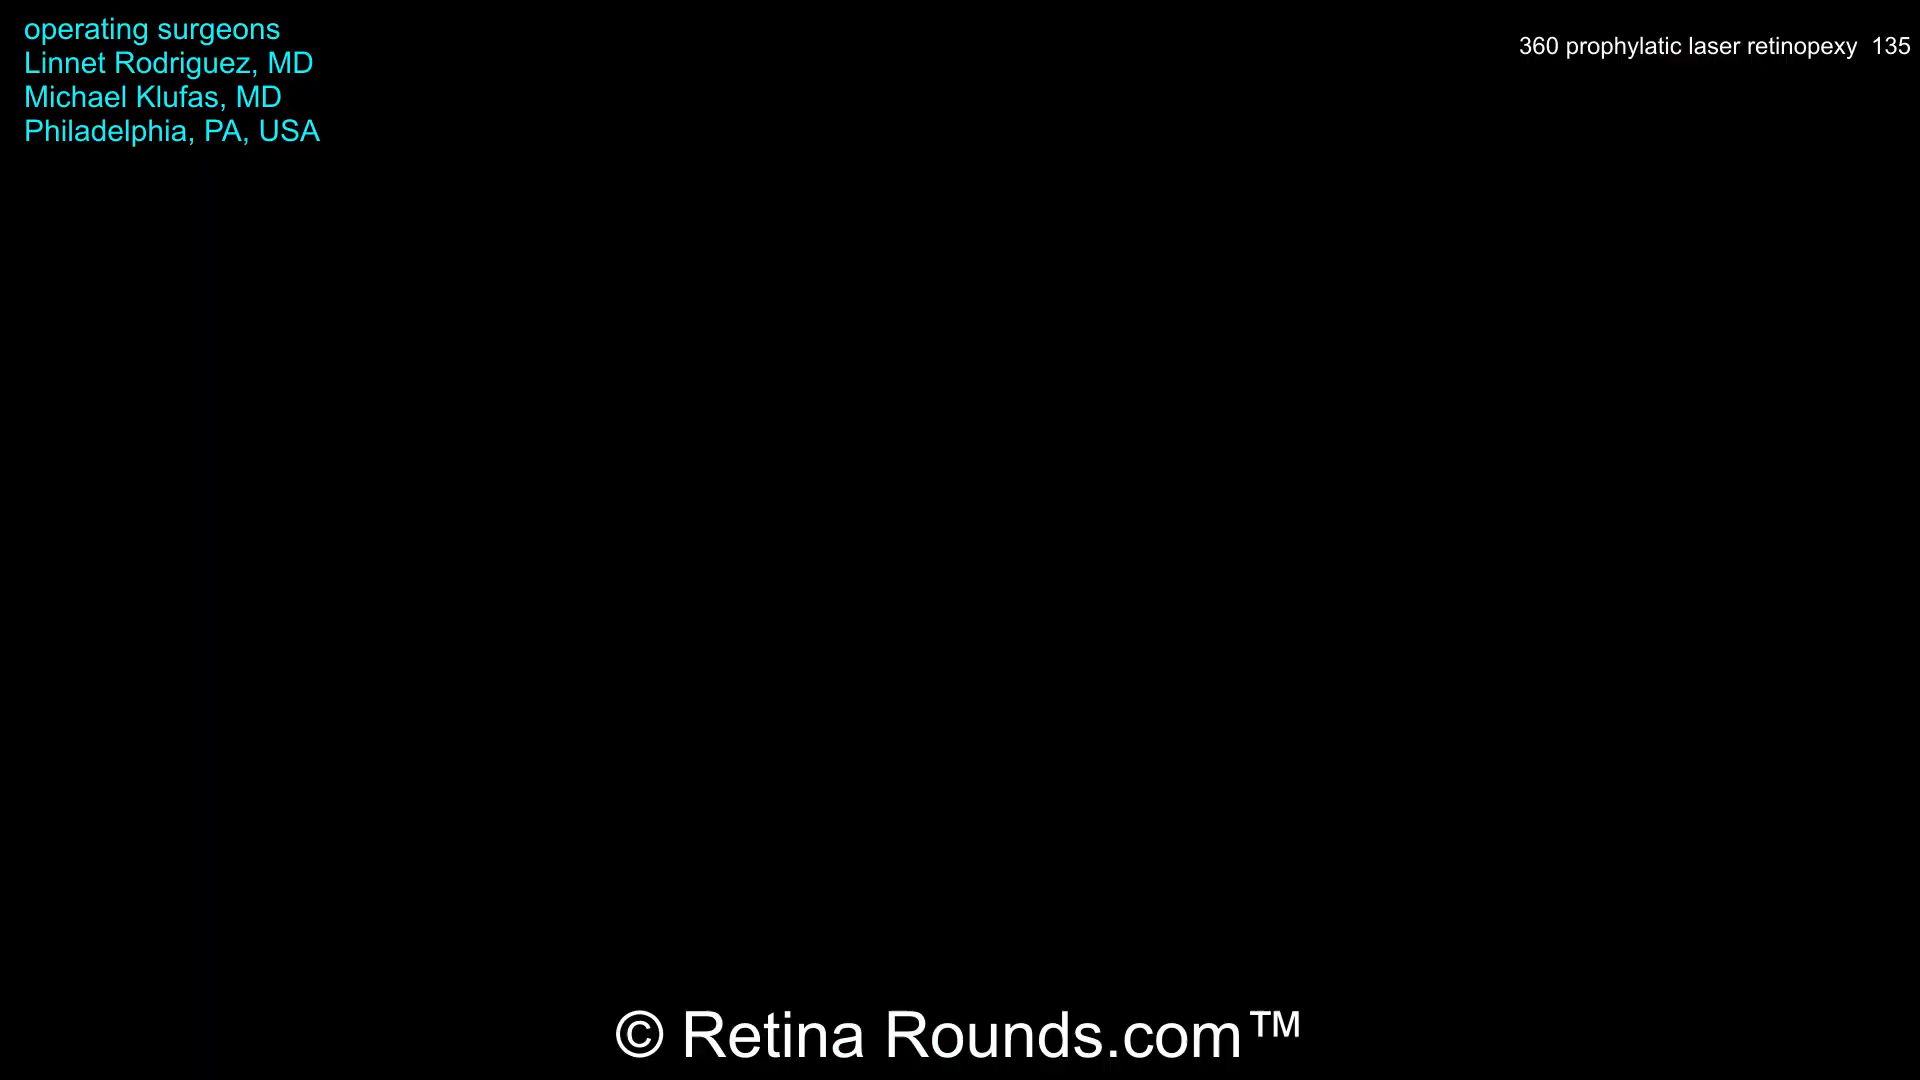 operating surgeons
Linnet Rodriguez, MD
Michael Klufas, MD
Philadelphia, PA, USA
360 prophylatic laser retinopexy 135
© Retina Rounds.com™